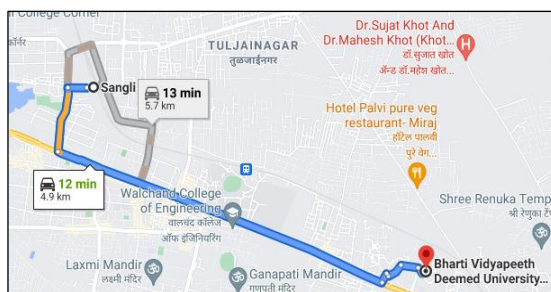 College Corner
कॉर्नर
TULJAINAGAR
तुळजाईनगर
Dr.Sujat Khot And
Dr.Mahesh Khot (Khot...
डॉ.सुजात खोत
अँन्ड डॉ.महेश खोत...
Sangli
13 min
5.7 km
Hotel Palvi pure veg
restaurant- Miraj
हॉटेल पालवी
पुरे वेग...
12 min
4.9 km
Walchand College
of Engineering
वालचंद कॉलेज
ऑफ इंजिनियरिंग
Shree Renuka Temp
श्री रेणुका टें
Bharti Vidyapeeth
Deemed University...
Laxmi Mandir
लक्ष्मी मंदिर
Ganapati Mandir
गणपती मंदिर